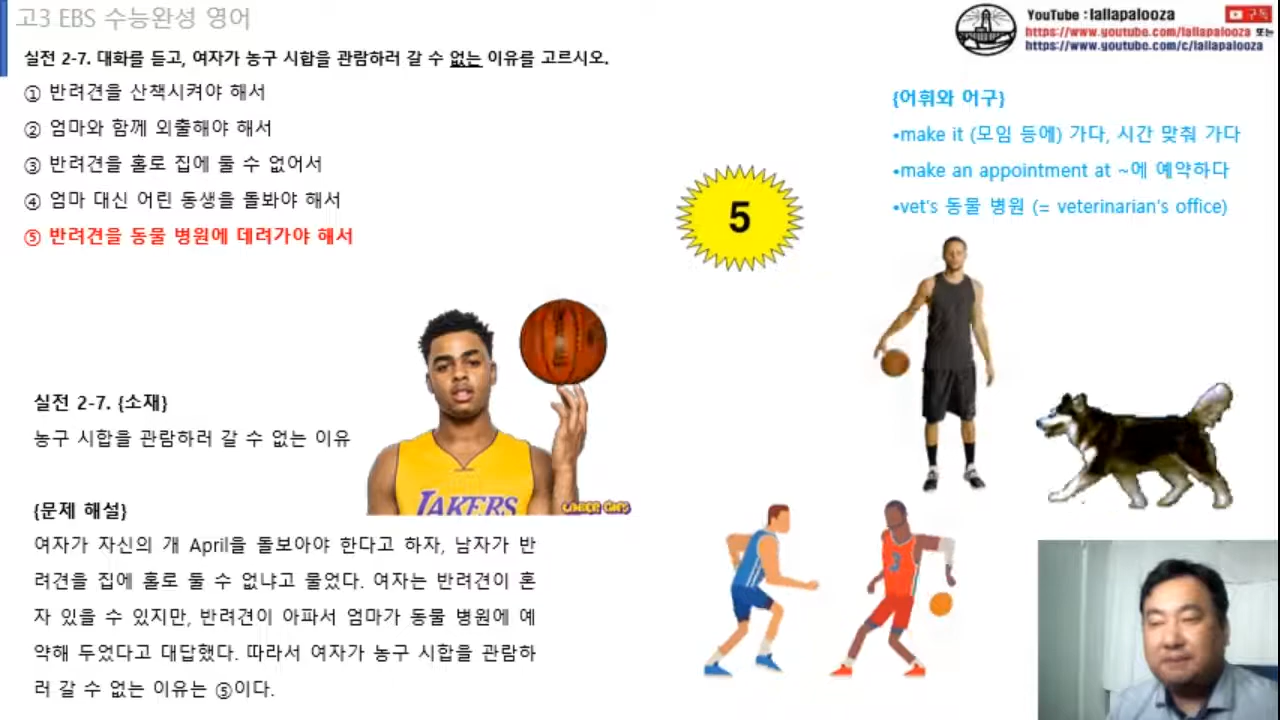 고3 EBS 수능완성 영어
YouTube : lallapalooza
구독
https://www.youtube.com/lallapalooza 또는
https://www.youtube.com/c/lallapalooza
실전 2-7. 대화를 듣고, 여자가 농구 시합을 관람하러 갈 수 없는 이유를 고르시오.
① 반려견을 산책시켜야 해서
② 엄마와 함께 외출해야 해서
③ 반려견을 홀로 집에 둘 수 없어서
④ 엄마 대신 어린 동생을 돌봐야 해서
⑤ 반려견을 동물 병원에 데려가야 해서
{어휘와 어구}
•make it (모임 등에) 가다, 시간 맞춰 가다
•make an appointment at ~에 예약하다
•vet's 동물 병원 (= veterinarian's office)
5
LAKERS
3
실전 2-7. {소재}
농구 시합을 관람하러 갈 수 없는 이유
{문제 해설}
여자가 자신의 개 April을 돌보아야 한다고 하자, 남자가 반
려견을 집에 홀로 둘 수 없냐고 물었다. 여자는 반려견이 혼
자 있을 수 있지만, 반려견이 아파서 엄마가 동물 병원에 예
약해 두었다고 대답했다. 따라서 여자가 농구 시합을 관람하
러 갈 수 없는 이유는 ⑤이다.